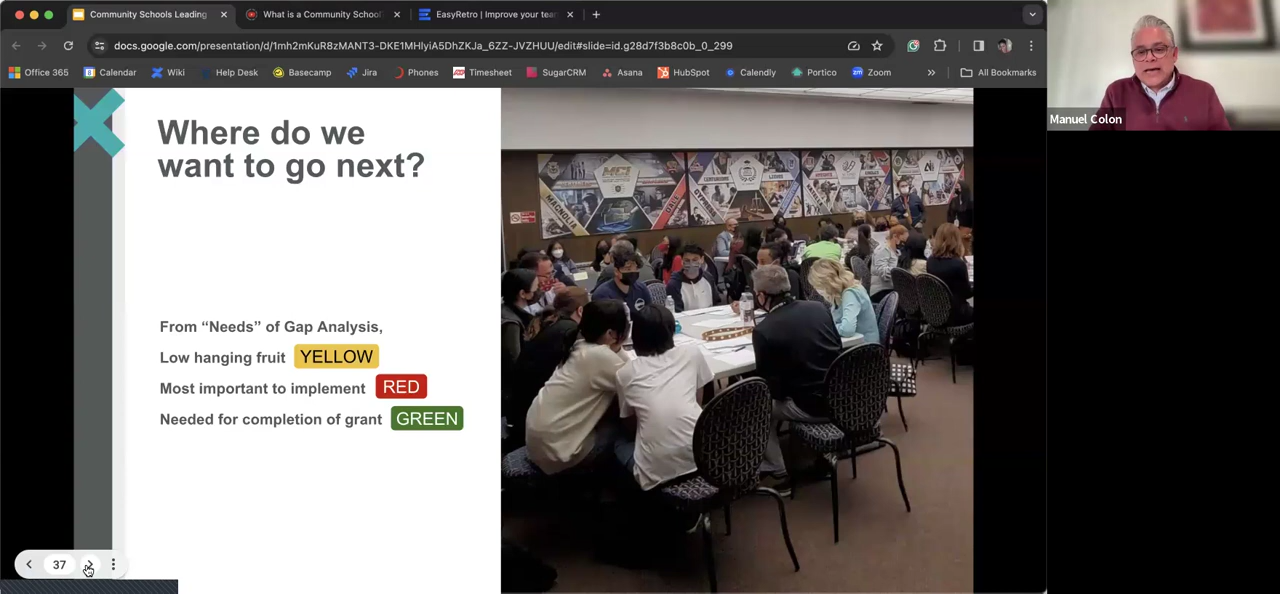 Community Schools Leading
What is a Community School
EasyRetro | Improve your tea
docs.google.com/presentation/d/1mh2mKuR8zMANT3-DKE1MHlyiA5DhZKJa_6ZZ-JVZHUU/edit#slide=id.g28d7f3b8c0b_0_299
Office 365
Calendar
Wiki
Help Desk
Basecamp
Jira
Phones
Timesheet
SugarCRM
Asana
HubSpot
Calendly
Portico
Zoom
All Bookmarks
Manuel Colon
Where do we
want to go next?
From “Needs” of Gap Analysis,
Low hanging fruit YELLOW
Most important to implement RED
Needed for completion of grant GREEN
MAGNOLIA
CYPRESS
37